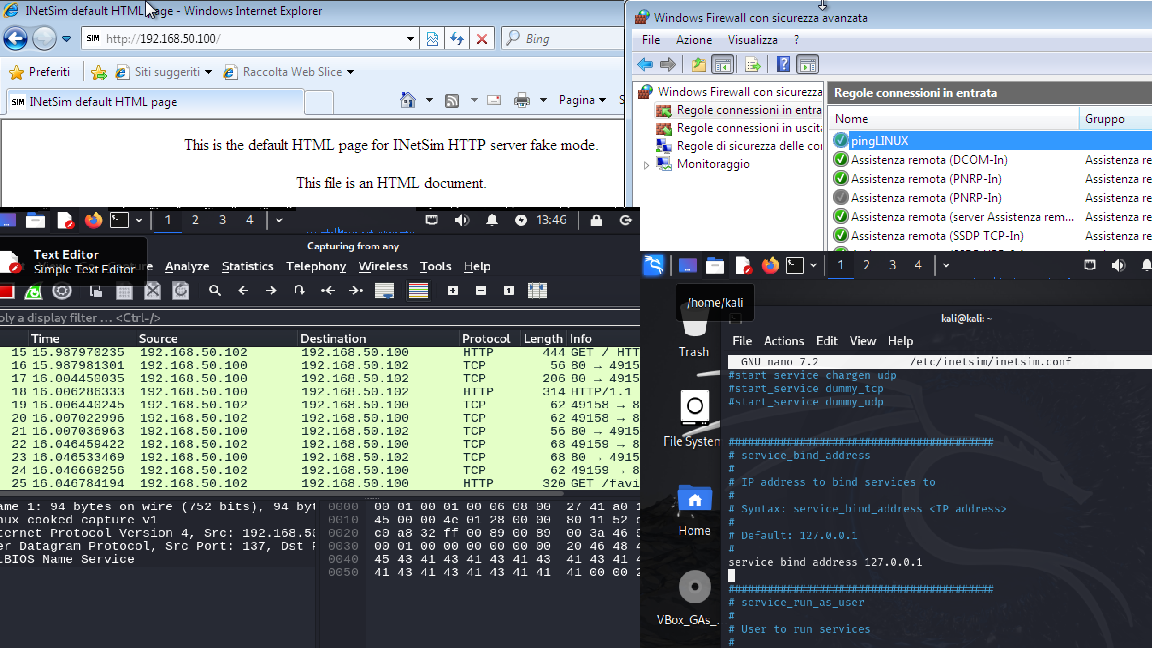 INetSim default HTML page - Windows Internet Explorer
SIM http://192.168.50.100/
Bing
Preferiti
Siti suggeriti
Raccolta Web Slice
SIM INetSim default HTML page
Pagina
S
This is the default HTML page for INetSim HTTP server fake mode.
This file is an HTML document.
Windows Firewall con sicurezza avanzata
File Azione Visualizza ?
Windows Firewall con sicurezza
Regole connessioni in entra
Regole connessioni in uscit
Regole di sicurezza delle co
Monitoraggio
Regole connessioni in entrata
Nome Gruppo
pingLINUX
Assistenza remota (DCOM-In) Assistenza re
Assistenza remota (PNRP-In) Assistenza re
Assistenza remota (PNRP-In) Assistenza re
Assistenza remota (server Assistenza rem... Assistenza re
Assistenza remota (SSDP TCP-In) Assistenza re
1 2 3 4
13:46
Capturing from any
Text Editor
Simple Text Editor
Analyze Statistics Telephony Wireless Tools Help
ply a display filter ... <Ctrl-/>
Time Source Destination Protocol Length Info
15 15.987970235 192.168.50.102 192.168.50.100 HTTP 444 GET / HTT
16 15.987981301 192.168.50.100 192.168.50.102 TCP 56 80 → 4915
17 16.004450035 192.168.50.100 192.168.50.102 TCP 206 80 → 4915
18 16.006286333 192.168.50.100 192.168.50.102 HTTP 314 HTTP/1.1
19 16.006440245 192.168.50.102 192.168.50.100 TCP 62 49158 → 8
20 16.007022996 192.168.50.102 192.168.50.100 TCP 62 49158 → 8
21 16.007036963 192.168.50.100 192.168.50.102 TCP 56 80 → 4915
22 16.046459422 192.168.50.102 192.168.50.100 TCP 68 49159 → 8
23 16.046533469 192.168.50.100 192.168.50.102 TCP 68 80 → 4915
24 16.046669256 192.168.50.102 192.168.50.100 TCP 62 49159 → 8
25 16.046784194 192.168.50.102 192.168.50.100 HTTP 320 GET /favi
ame 1: 94 bytes on wire (752 bits), 94 byt
nux cooked capture v1
ternet Protocol Version 4, Src: 192.168.50
er Datagram Protocol, Src Port: 137, Dst P
tBIOS Name Service
0000 00 01 00 01 00 06 08 00 27 41 a0 1
0010 45 00 00 4e 01 28 00 00 80 11 52 
0020 c0 a8 32 ff 00 89 00 89 00 3a 46 9
0030 00 01 00 00 00 00 00 00 20 46 48 4
0040 45 43 41 43 41 43 41 43 41 43 41 4
0050 41 43 41 43 41 43 41 41 41 00 00 2
1 2 3 4
/home/kali
Trash
File System
Home
VBox_GAs_...
kali@kali: ~
File Actions Edit View Help
GNU nano 7.2 /etc/inetsim/inetsim.conf
#start_service chargen_udp
#start_service dummy_tcp
#start_service dummy_udp
#########################################
# service_bind_address
#
# IP address to bind services to
#
# Syntax: service_bind_address <IP address>
#
# Default: 127.0.0.1
#
service_bind_address 127.0.0.1
#########################################
# service_run_as_user
#
# User to run services
#